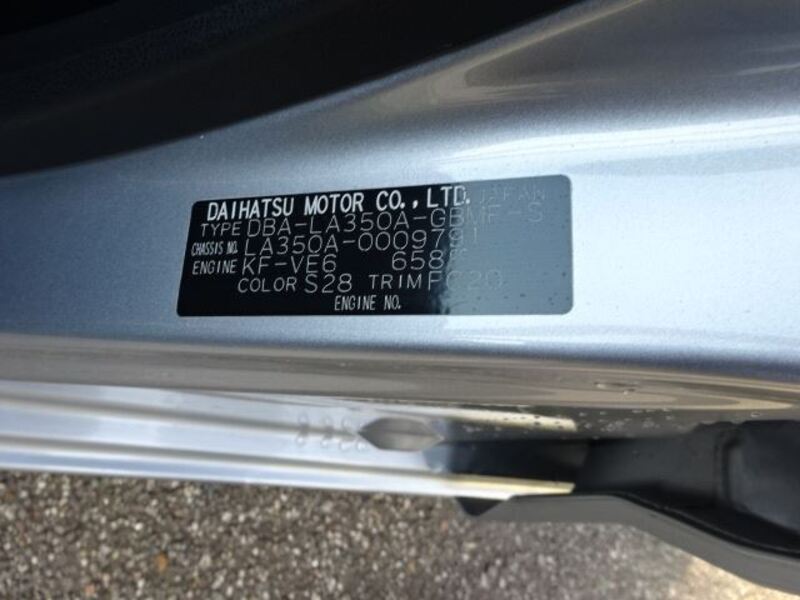 DAIHATSU MOTOR CO., LTD. JAPAN
TYPE DBA-LA350A-GBMF-S
CHASSIS NO. LA350A-0009791
ENGINE KF-VE6 658cc
COLOR S28 TRIM FC20
ENGINE NO.